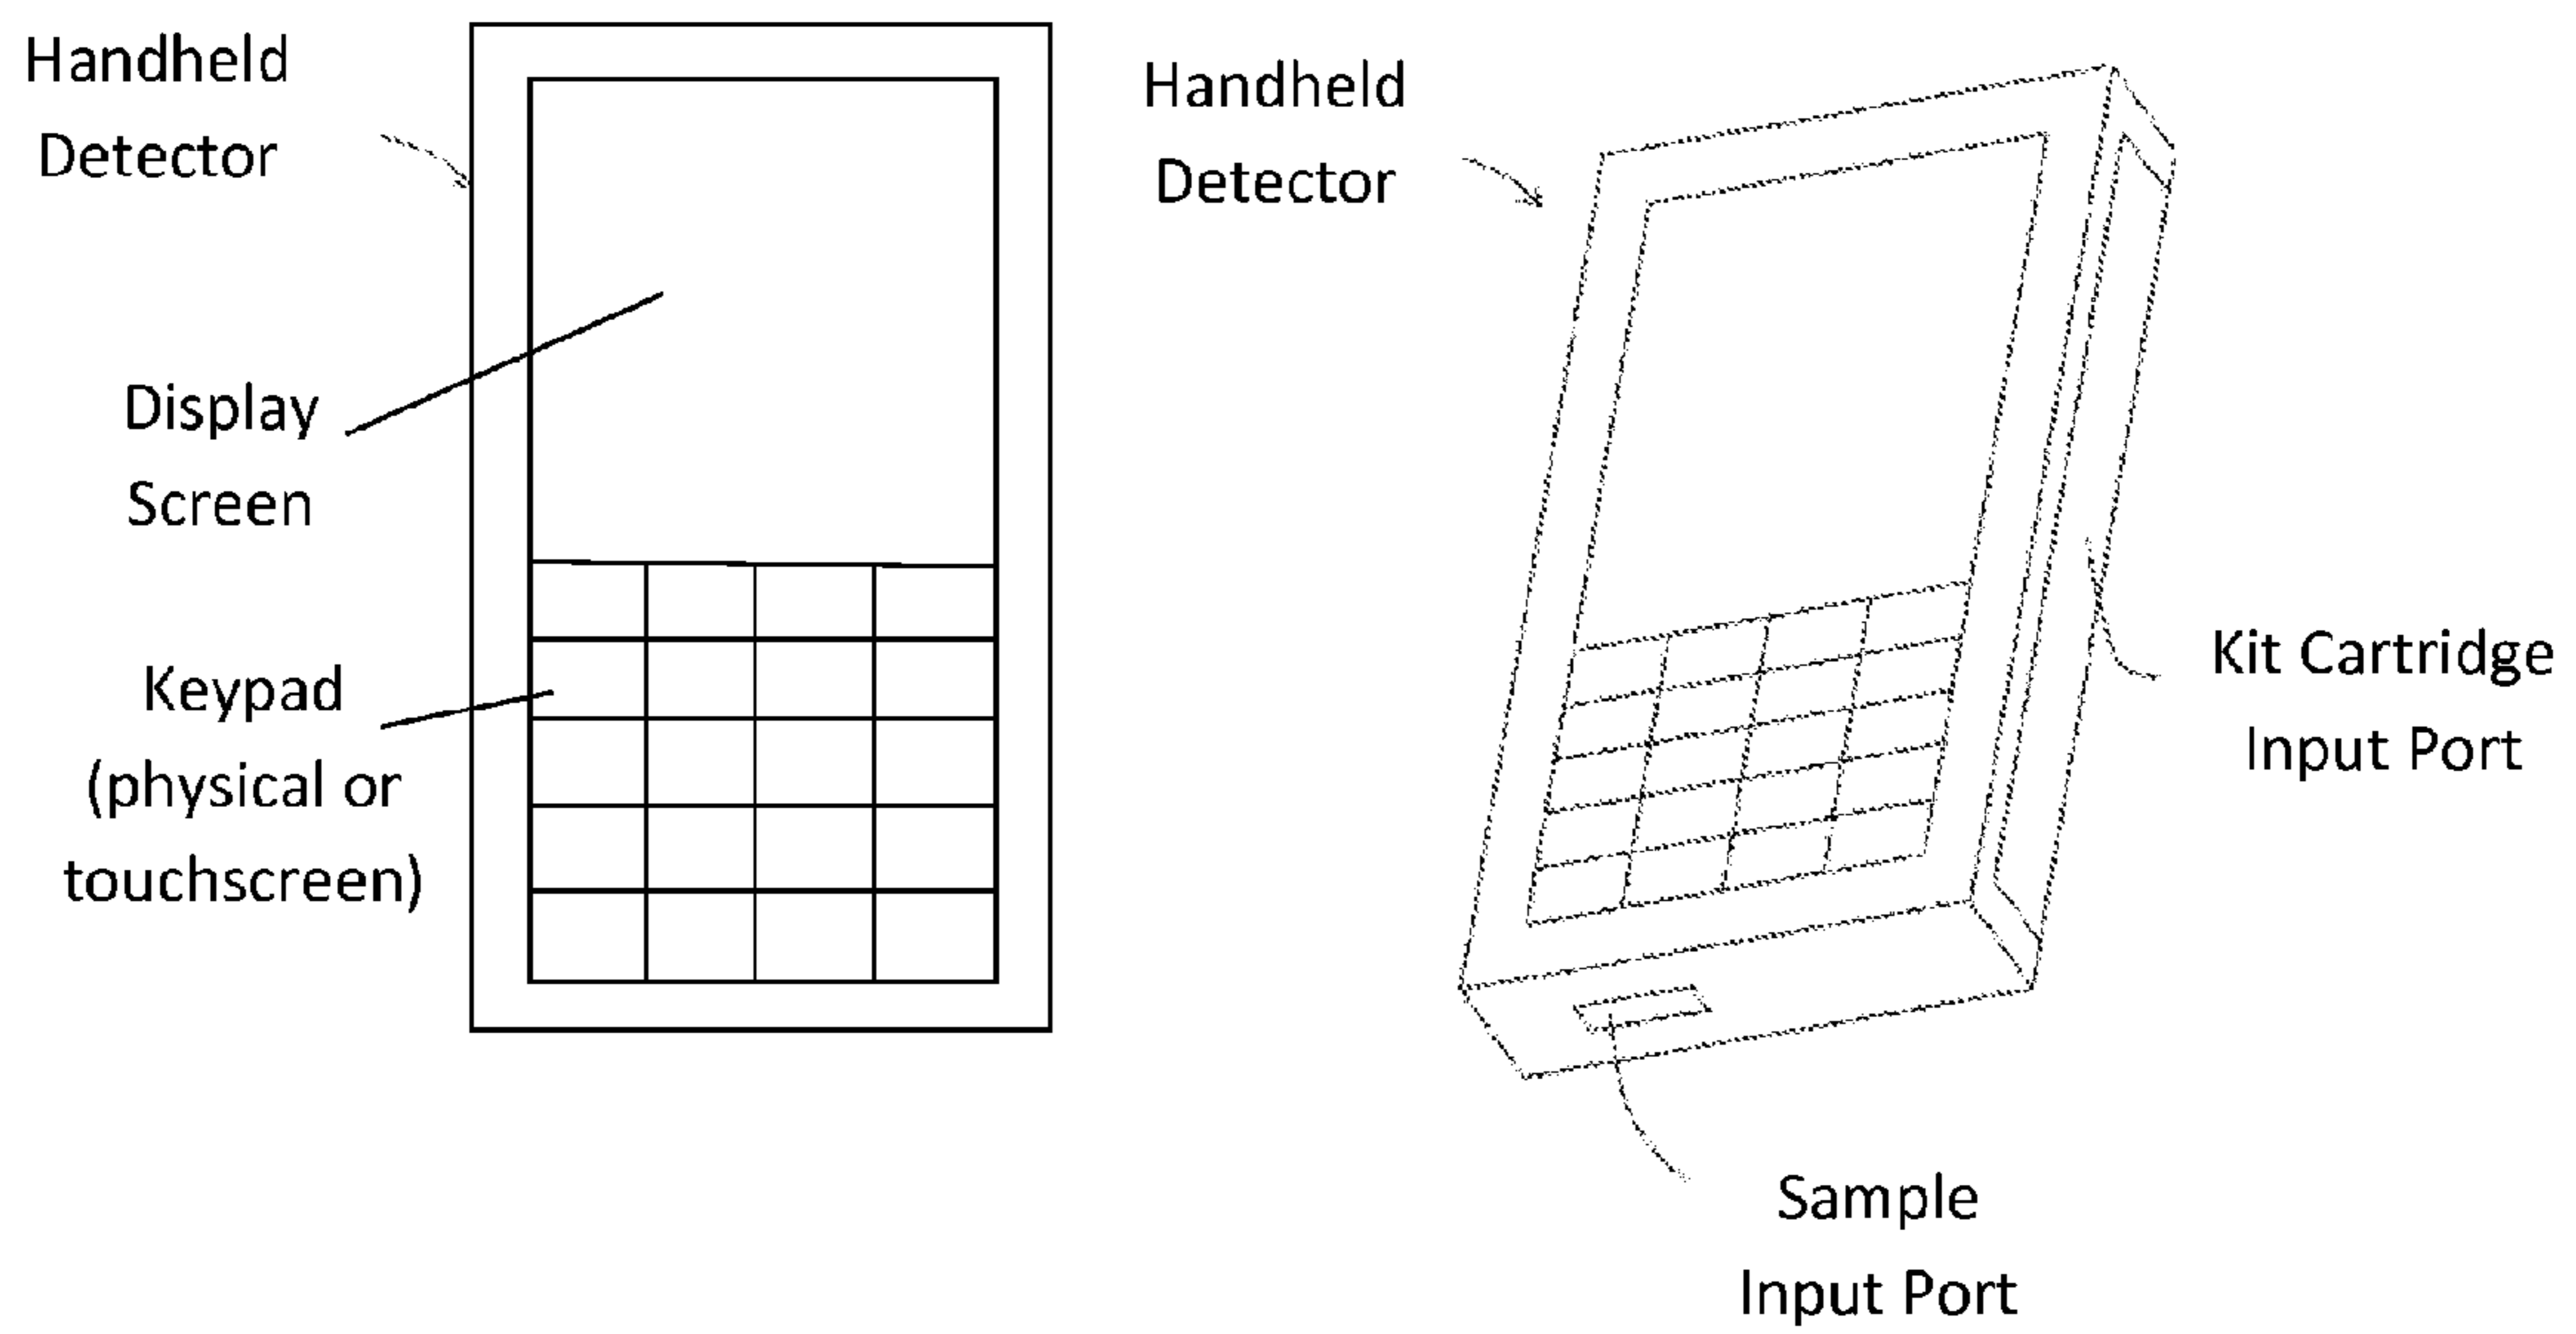 Handheld
Detector
Display
Screen
Keypad
(physical or
touchscreen)
Handheld
Detector
Kit Cartridge
Input Port
Sample
Input Port